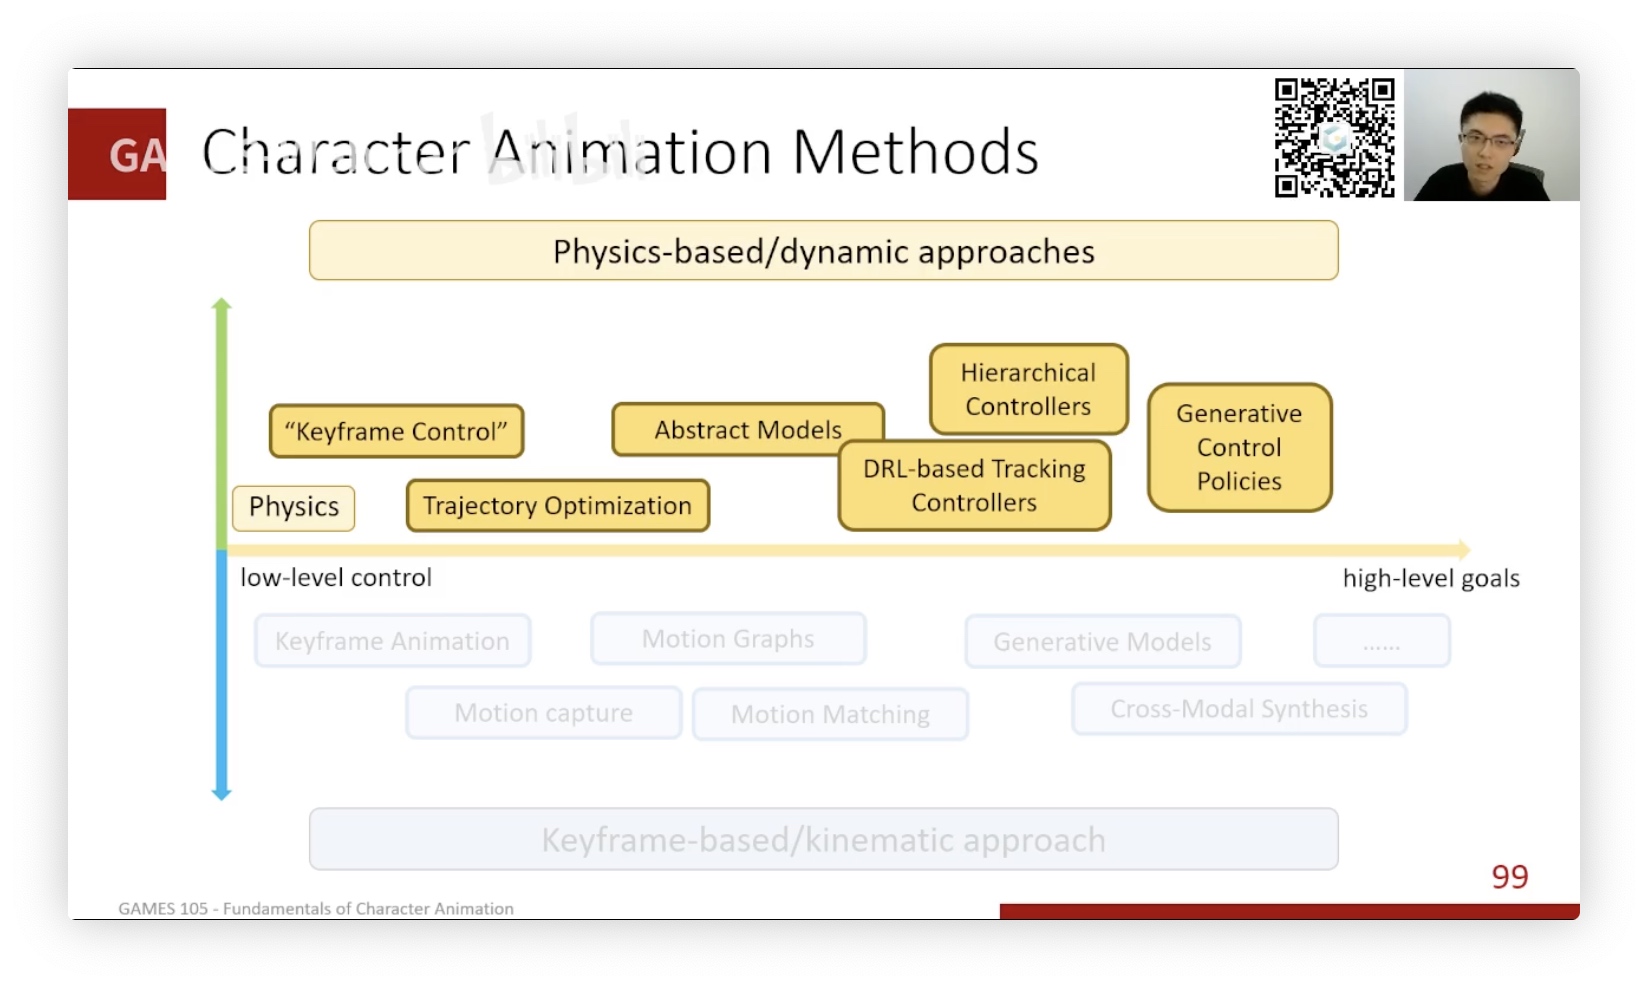 GA
Character Animation Methods
bilibili
Physics-based/dynamic approaches
Hierarchical
Controllers
Generative
Control
Policies
“Keyframe Control”
Abstract Models
DRL-based Tracking
Controllers
Physics
Trajectory Optimization
low-level control
high-level goals
Keyframe Animation
Motion Graphs
Generative Models
......
Motion capture
Motion Matching
Cross-Modal Synthesis
Keyframe-based/kinematic approach
99
GAMES 105 - Fundamentals of Character Animation